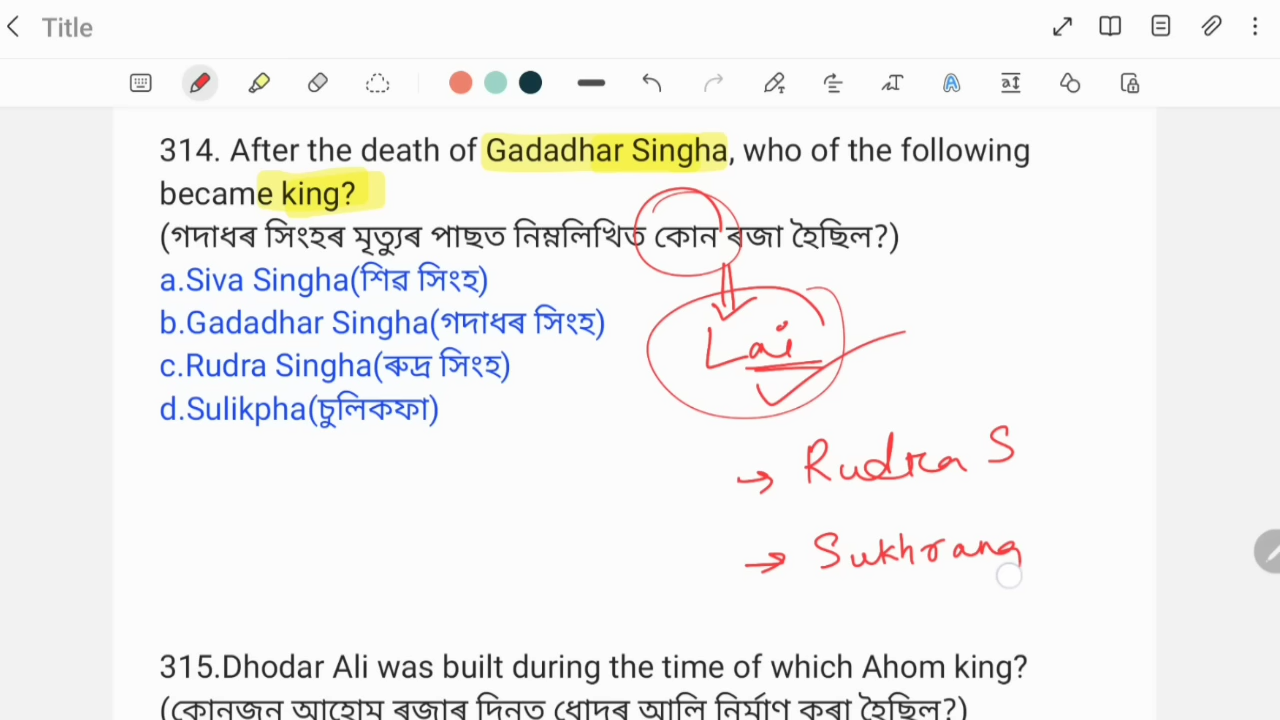 Title
314. After the death of Gadadhar Singha, who of the following
became king?
(গদাধৰ সিংহৰ মৃত্যুৰ পাছত নিম্নলিখিত কোন ৰজা হৈছিল?)
a.Siva Singha(শিৱ সিংহ)
b.Gadadhar Singha(গদাধৰ সিংহ)
Lai
c.Rudra Singha(ৰুদ্ৰ সিংহ)
d.Sulikpha(চুলিকফা)
→ Rudra S
→ Sukhrang
315.Dhodar Ali was built during the time of which Ahom king?
(কোনজন আহোম ৰজাৰ দিনত ধোদৰ আলি নিৰ্মাণ কৰা হৈছিল?)